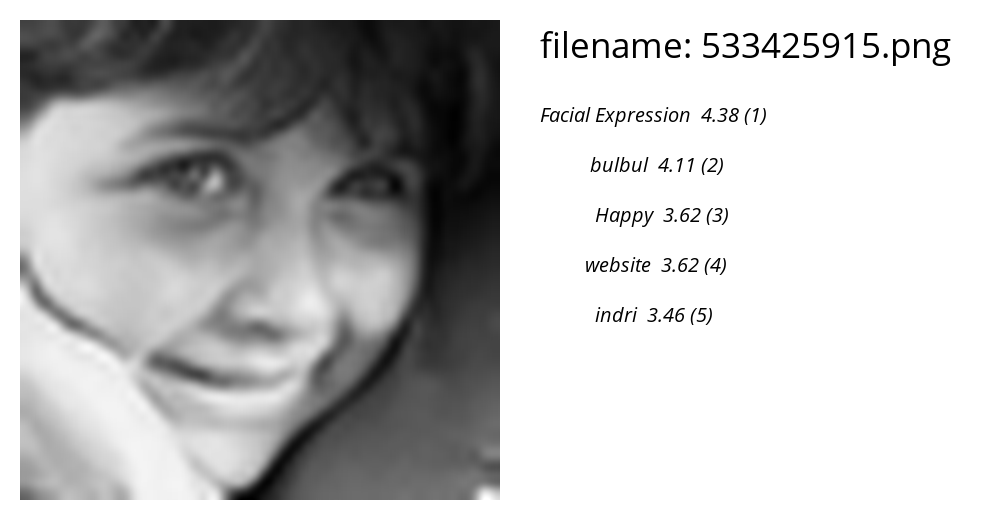 filename: 533425915.png
Facial Expression 4.38 (1)
bulbul 4.11 (2)
Happy 3.62 (3)
website 3.62 (4)
indri 3.46 (5)